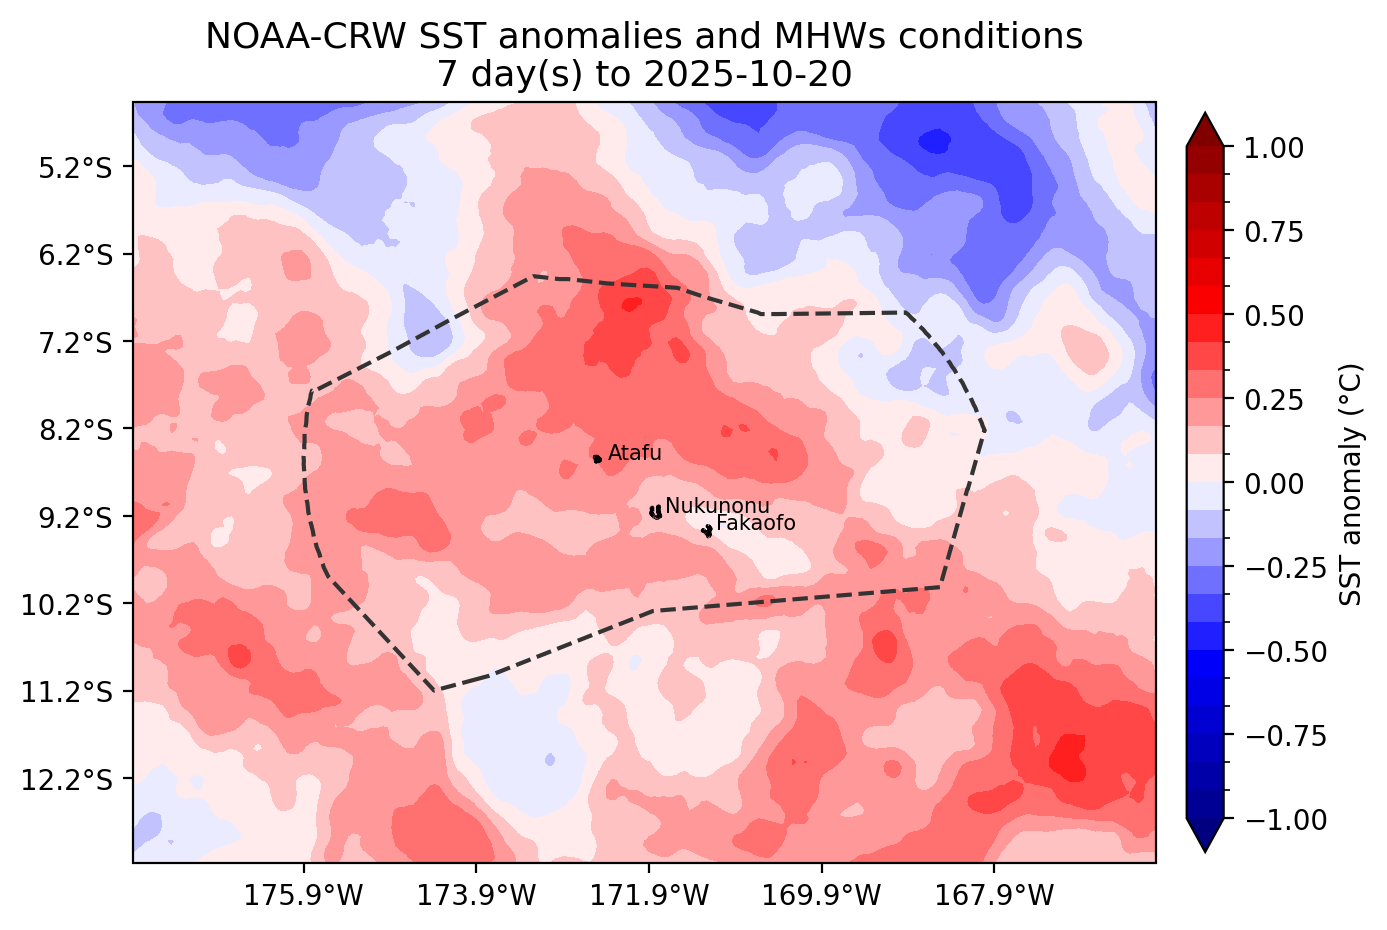 NOAA-CRW SST anomalies and MHWs conditions
7 day(s) to 2025-10-20
5.2°S
6.2°S
7.2°S
8.2°S
9.2°S
10.2°S
11.2°S
12.2°S
Atafu
Nukunonu
Fakaofo
175.9°W
173.9°W
171.9°W
169.9°W
167.9°W
1.00
0.75
0.50
0.25
0.00
−0.25
−0.50
−0.75
−1.00
SST anomaly (°C)